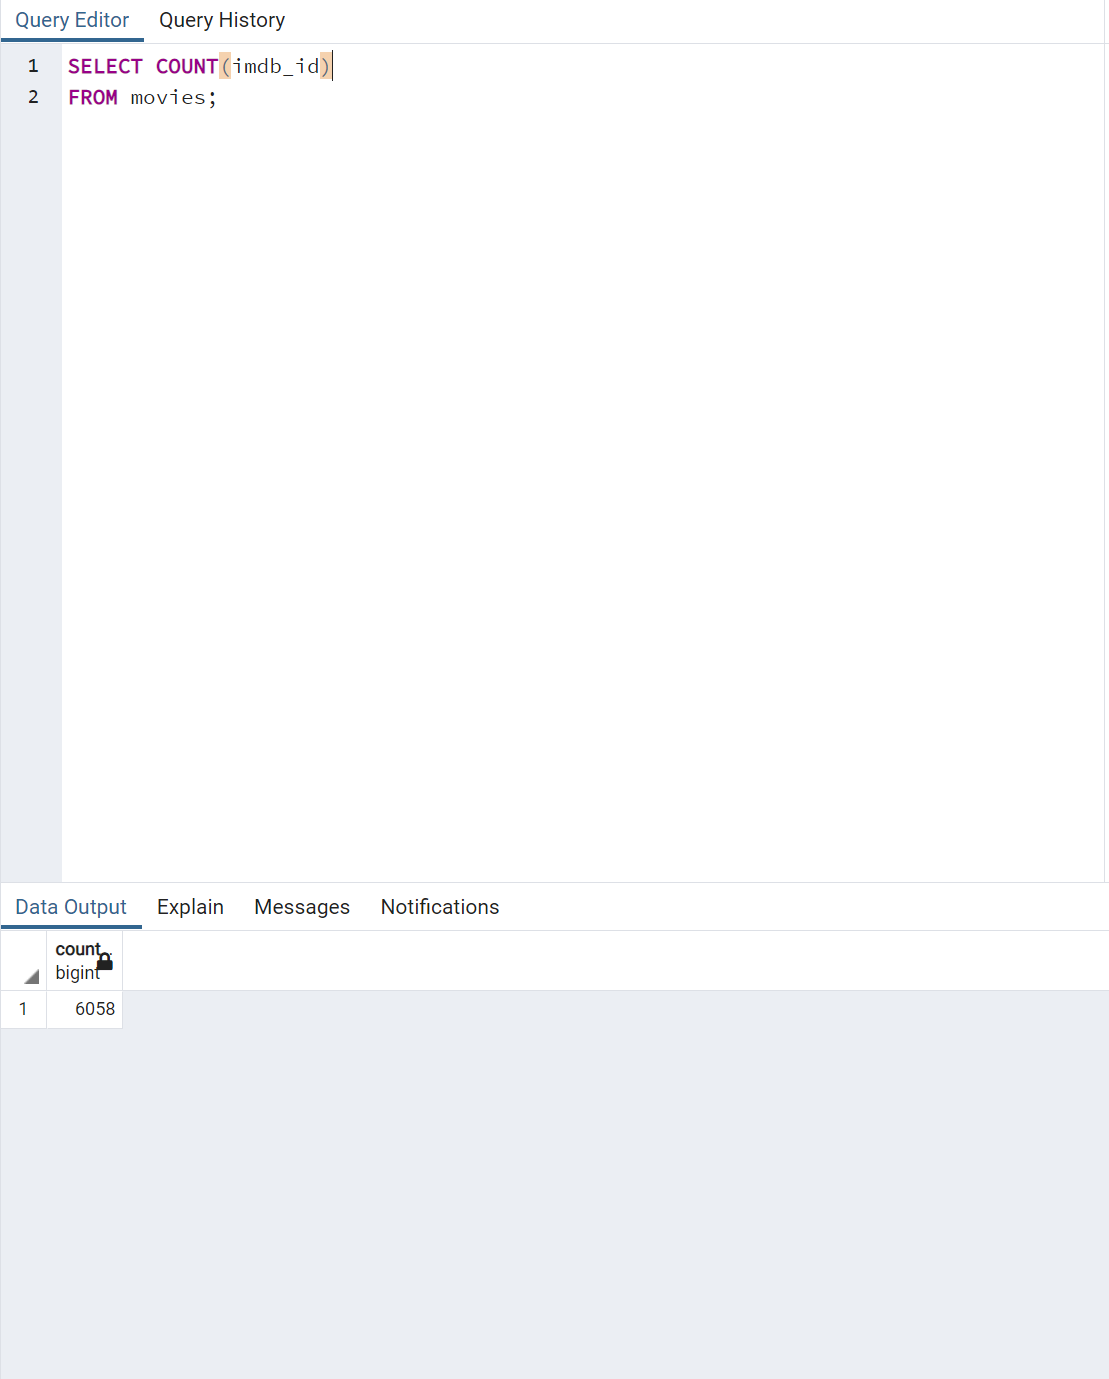 Query Editor Query History
1 SELECT COUNT(imdb_id)
2 FROM movies;
Data Output Explain Messages Notifications
count
bigint
1 6058